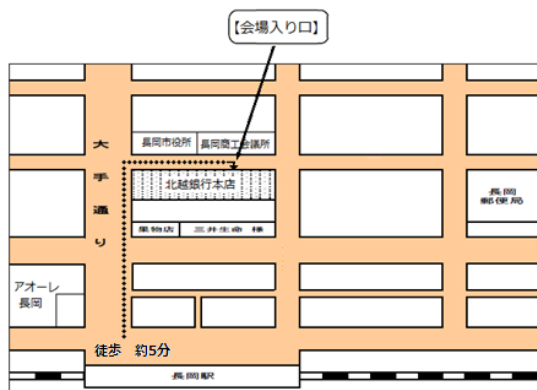 【会場入り口】
長岡市役所
長岡商工会議所
大手通り
北越銀行本店
長岡
郵便局
果物店
三井生命 様
アオーレ
長岡
徒歩 約5分
長岡駅